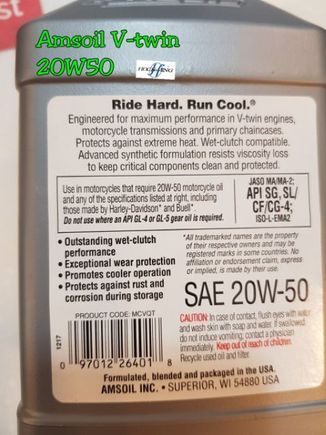 st
Amsoil V-twin
20W50
Ride Hard. Run Cool.®
Engineered for maximum performance in V-twin engines,
motorcycle transmissions and primary chaincases.
Protects against extreme heat. Wet-clutch compatible.
Advanced synthetic formulation resists viscosity loss
to keep critical components clean and protected.
Use in motorcycles that require 20W-50 motorcycle oil
and any of the specifications listed at right, including
those made by Harley-Davidson* and Buell*.
Do not use where an API GL-4 or GL-5 gear oil is required.
JASO MA/MA-2;
API SG, SL/
CF/CG-4;
ISO-L-EMA2
• Outstanding wet-clutch
performance
• Exceptional wear protection
• Promotes cooler operation
• Protects against rust and
corrosion during storage
*All trademarked names are the property
of their respective owners and may be
registered marks in some countries. No
affiliation or endorsement claim, express
or implied, is made by their use.
SAE 20W-50
PRODUCT CODE: MCVQT
1217
0 97012 26401 8
CAUTION: In case of contact, flush eyes with water
and wash skin with soap and water. If swallowed,
do not induce vomiting; contact a physician
immediately. Keep out of reach of children.
Recycle used oil and filter.
Formulated, blended and packaged in the USA.
AMSOIL INC. • SUPERIOR, WI 54880 USA